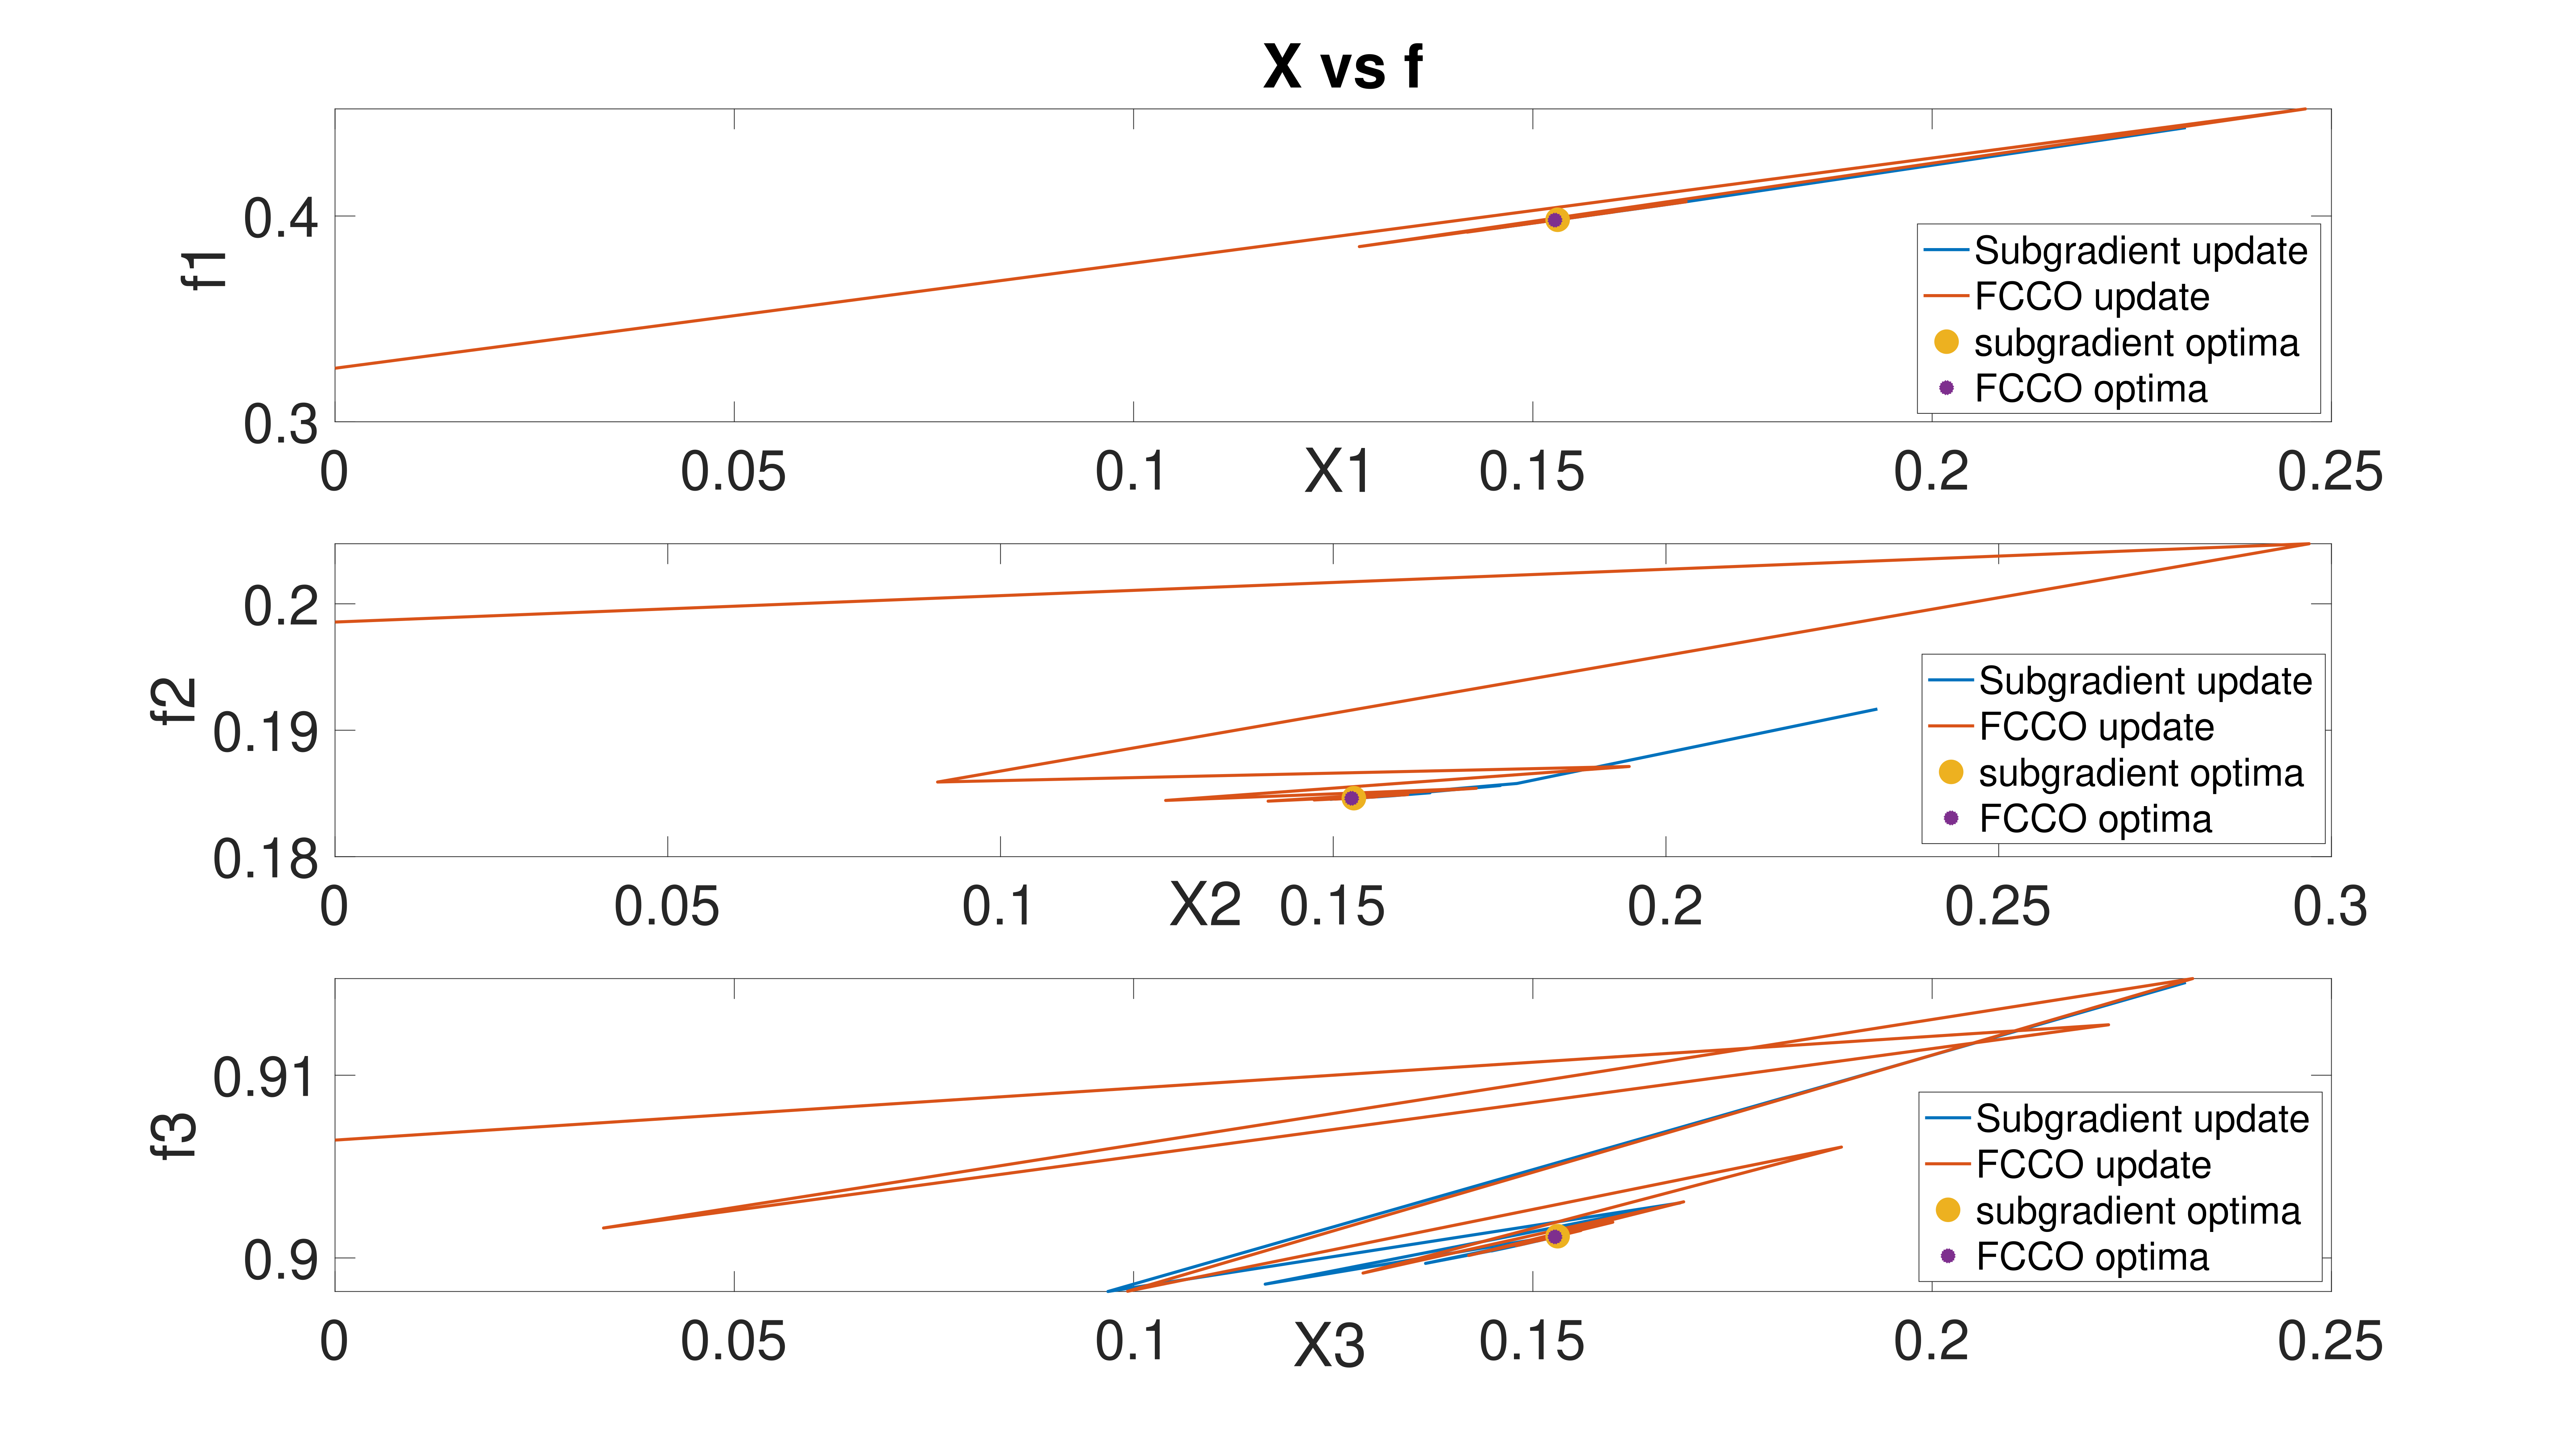 X vs f
f1
0.4
0.3
0 0.05 0.1 0.15 0.2 0.25
X1
Subgradient update
FCCO update
subgradient optima
FCCO optima
f2
0.2
0.19
0.18
0 0.05 0.1 0.15 0.2 0.25 0.3
X2
Subgradient update
FCCO update
subgradient optima
FCCO optima
f3
0.91
0.9
0 0.05 0.1 0.15 0.2 0.25
X3
Subgradient update
FCCO update
subgradient optima
FCCO optima